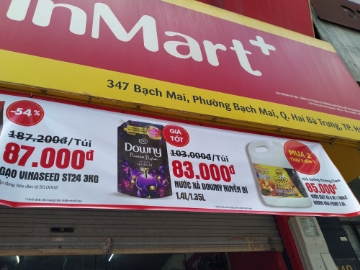 inMart+
347 Bạch Mai, Phường Bạch Mai, Q. Hai Bà Trưng, TP.
-54%
187.200đ/Túi
87.000đ
GẠO VINASEED ST24 3KG
Downy
GIÁ TỐT
103.000đ/Túi
83.000đ
NƯỚC XẢ DOWNY HUYỀN BÍ
1.4L/1.35L
MUA 2
85.000đ